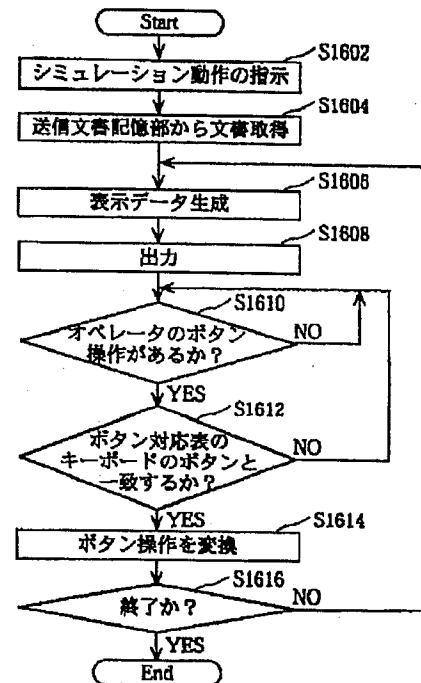 Start
S1602
シミュレーション動作の指示
S1604
送信文書記憶部から文書取得
S1606
表示データ生成
S1608
出力
S1610
オペレータのボタン
操作があるか？
NO
YES
S1612
ボタン対応表の
キーボードのボタンと
一致するか？
NO
YES
S1614
ボタン操作を変換
S1616
終了か？
NO
YES
End